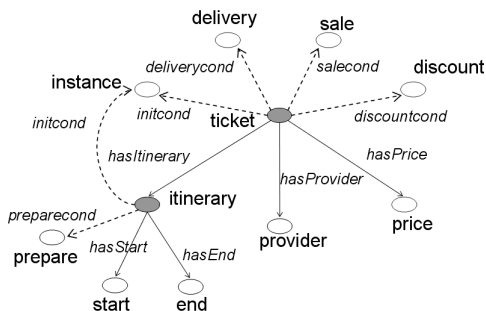 delivery
sale
deliverycond
salecond
discount
instance
initcond
initcond
ticket
discountcond
hasItinerary
hasPrice
hasProvider
itinerary
preparecond
price
hasStart
hasEnd
provider
prepare
start
end